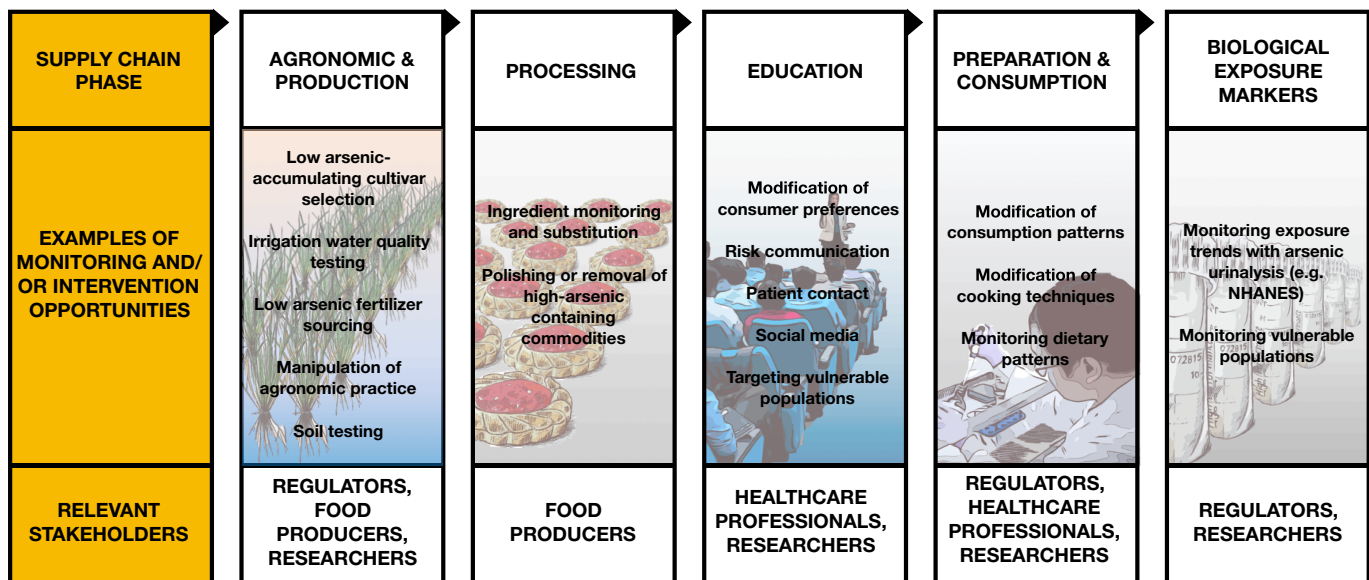 SUPPLY CHAIN
PHASE
EXAMPLES OF
MONITORING AND/
OR INTERVENTION
OPPORTUNITIES
RELEVANT
STAKEHOLDERS
AGRONOMIC &
PRODUCTION
Low arsenic-
accumulating cultivar
selection
Irrigation water quality
testing
Low arsenic fertilizer
sourcing
Manipulation of
agronomic practice
Soil testing
REGULATORS,
FOOD
PRODUCERS,
RESEARCHERS
PROCESSING
Ingredient monitoring
and substitution
Polishing or removal of
high-arsenic
containing
commodities
FOOD
PRODUCERS
EDUCATION
Modification of
consumer preferences
Risk communication
Patient contact
Social media
Targeting vulnerable
populations
HEALTHCARE
PROFESSIONALS,
RESEARCHERS
PREPARATION &
CONSUMPTION
Modification of
consumption patterns
Modification of
cooking techniques
Monitoring dietary
patterns
REGULATORS,
HEALTHCARE
PROFESSIONALS,
RESEARCHERS
BIOLOGICAL
EXPOSURE
MARKERS
Monitoring exposure
trends with arsenic
urinalysis (e.g.
NHANES)
Monitoring vulnerable
populations
072815
072815
REGULATORS,
RESEARCHERS